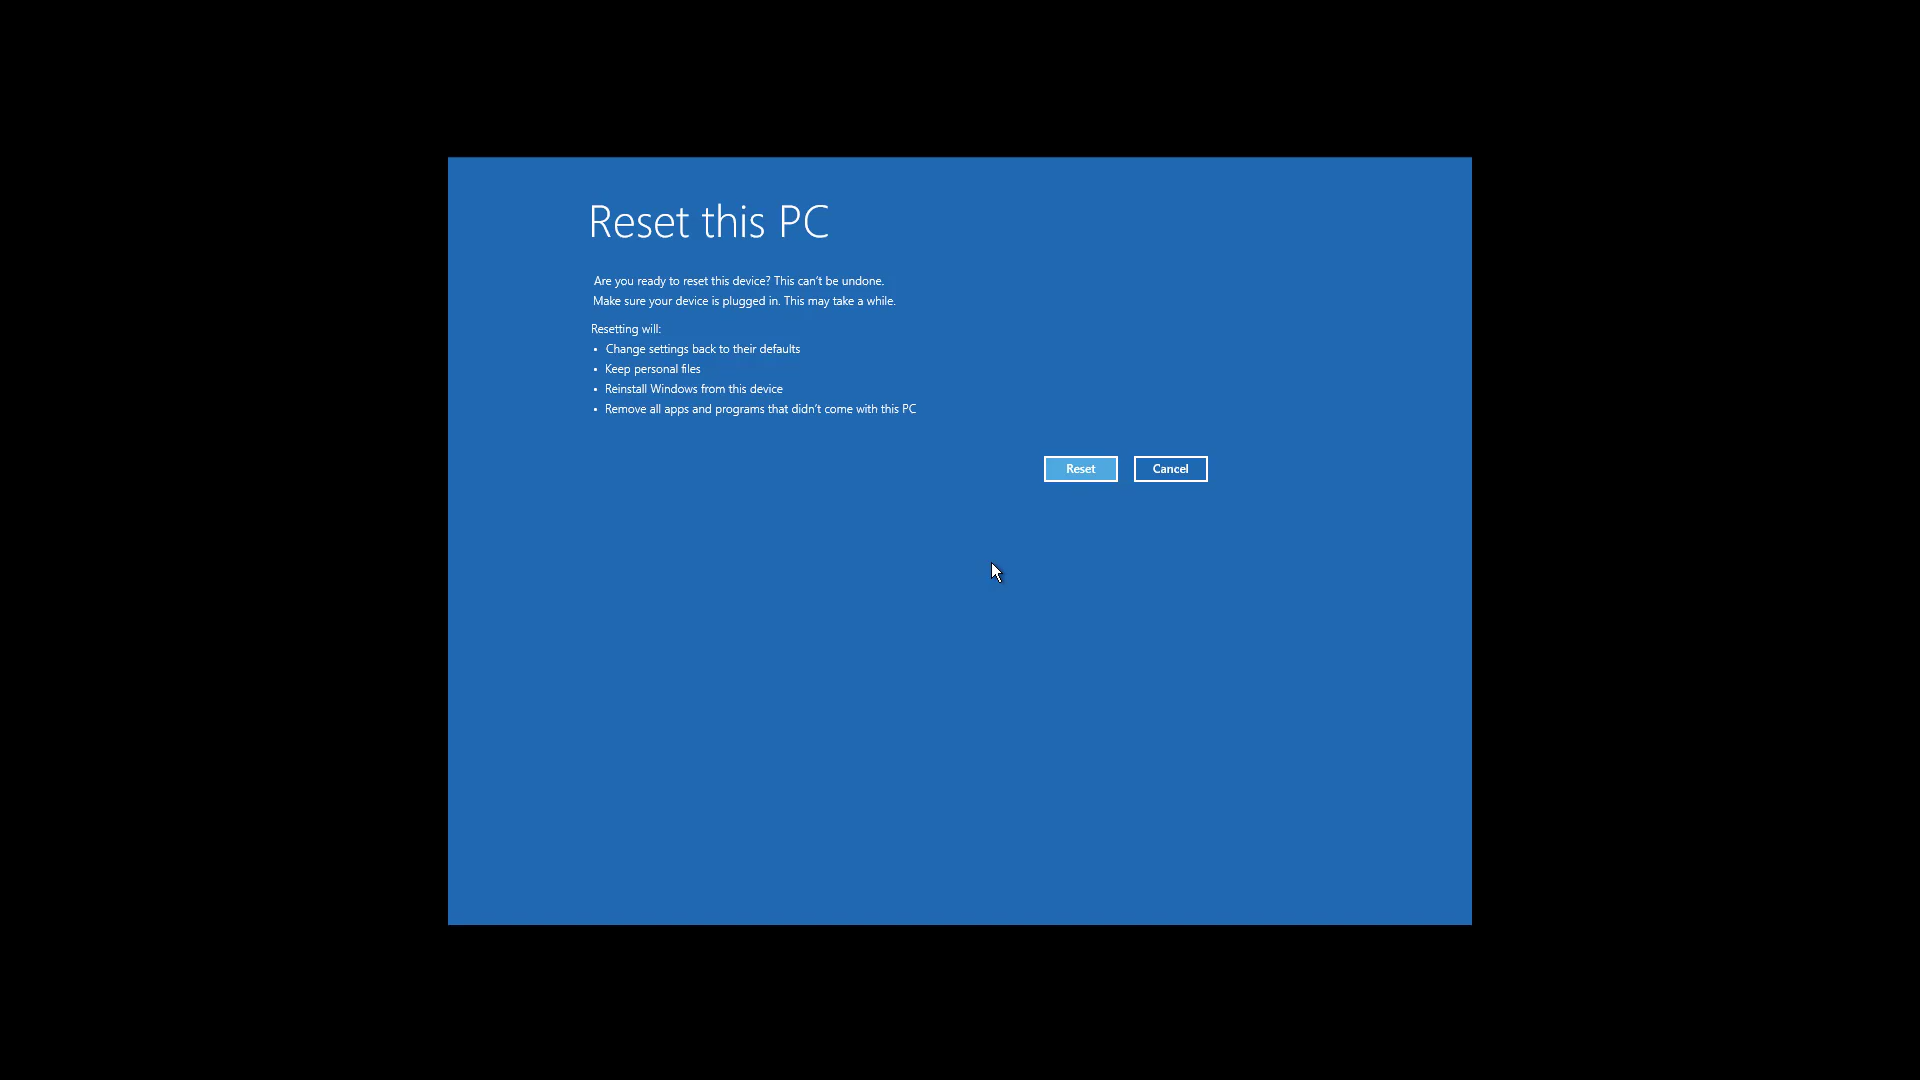 Reset this PC
Are you ready to reset this device? This can't be undone.
Make sure your device is plugged in. This may take a while.
Resetting will:
• Change settings back to their defaults
• Keep personal files
• Reinstall Windows from this device
• Remove all apps and programs that didn't come with this PC
Reset Cancel